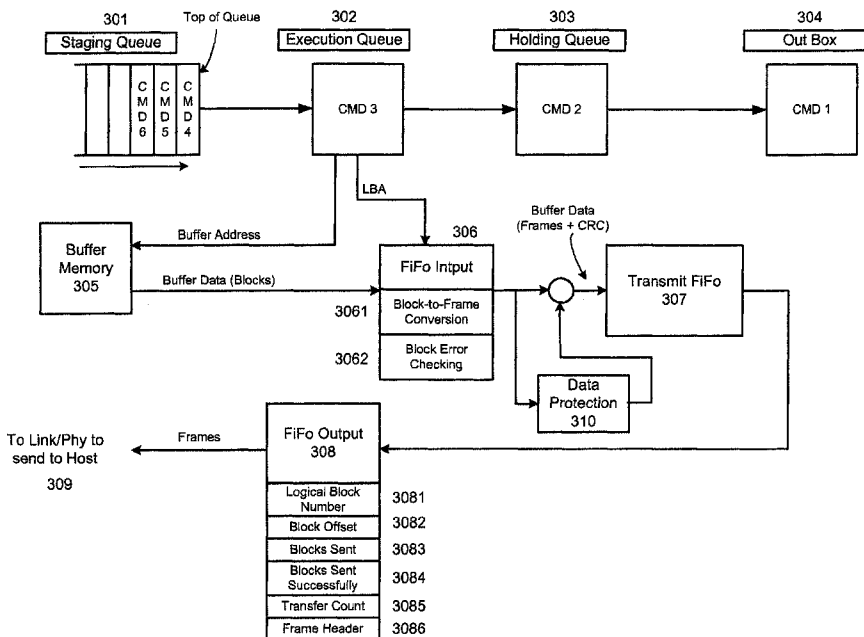 301
302
303
304
Staging Queue
Top of Queue
Execution Queue
Holding Queue
Out Box
CMD6
CMD5
CMD4
CMD 3
CMD 2
CMD 1
LBA
Buffer Address
Buffer Memory
305
Buffer Data (Blocks)
306
FiFo Intput
3061
Block-to-Frame
Conversion
3062
Block Error
Checking
Buffer Data
(Frames + CRC)
Transmit FiFo
307
Data
Protection
310
To Link/Phy to
send to Host
309
Frames
FiFo Output
308
Logical Block
Number
3081
Block Offset
3082
Blocks Sent
3083
Blocks Sent
Successfully
3084
Transfer Count
3085
Frame Header
3086